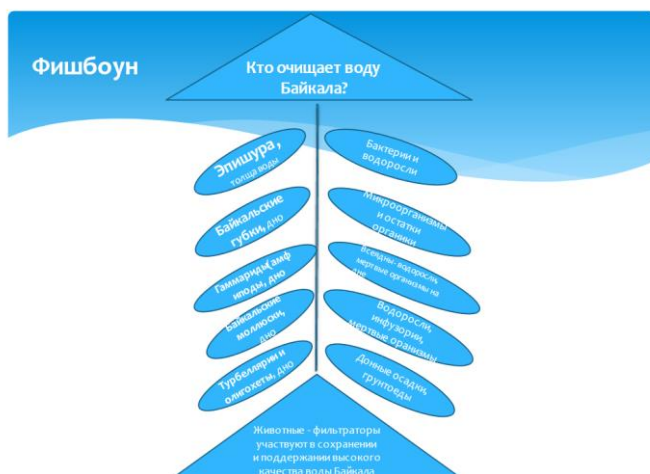 Фишбоун
Кто очищает воду
Байкала?
Эпишура,
толща воды
Бактерии и
водоросли
Байкальские
губки, дно
Микроорганизмы
и остатки
органики
Гаммариды(амф
иподы, дно
Всеядны- водоросли,
мертвые организмы на
дне
Байкальские
моллюски,
дно
Водоросли,
инфузории,
мертвые оранизмы
Турбеллярии и
олигохеты, дно
Донные осадки,
грунтоеды
Животные - фильтраторы
участвуют в сохранении
и поддержании высокого
качества воды Байкала